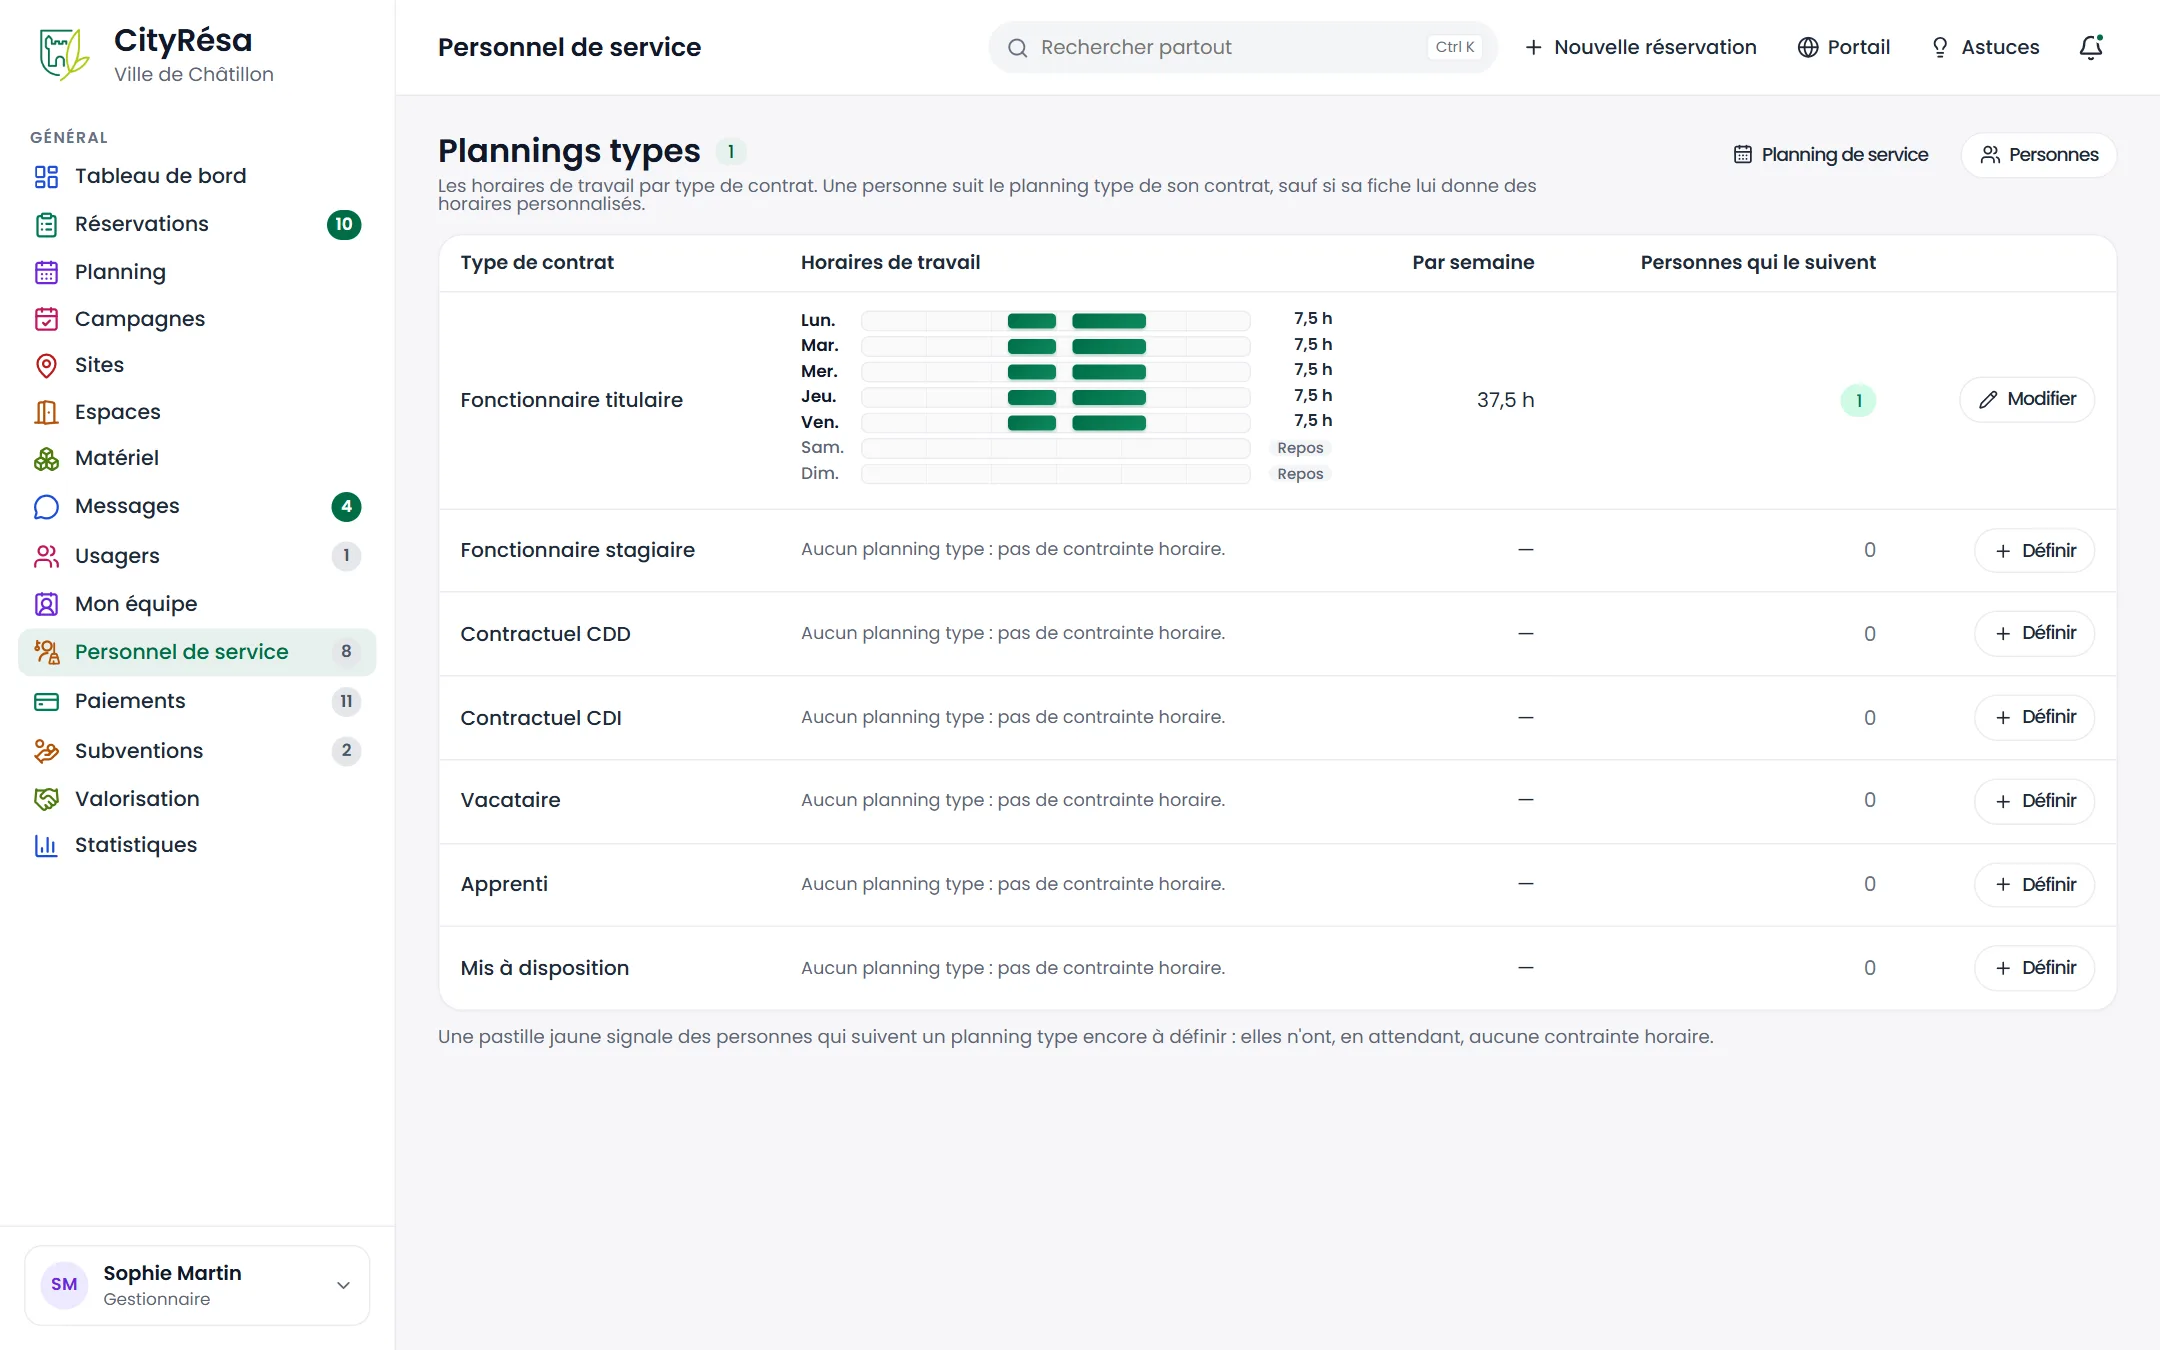 CityRésa
Ville de Châtillon
Personnel de service
Rechercher partout
Ctrl K
Nouvelle réservation
Portail
Astuces
GÉNÉRAL
Tableau de bord
Réservations
10
Planning
Campagnes
Sites
Espaces
Matériel
Messages
4
Usagers
1
Mon équipe
Personnel de service
8
Paiements
11
Subventions
2
Valorisation
Statistiques
SM
Sophie Martin
Gestionnaire
Plannings types 1
Planning de service
Personnes
Les horaires de travail par type de contrat. Une personne suit le planning type de son contrat, sauf si sa fiche lui donne des
horaires personnalisés.
Type de contrat Horaires de travail Par semaine Personnes qui le suivent
Fonctionnaire titulaire
Lun. 7,5 h
Mar. 7,5 h
Mer. 7,5 h
Jeu. 7,5 h
Ven. 7,5 h
Sam. Repos
Dim. Repos
37,5 h
1
Modifier
Fonctionnaire stagiaire Aucun planning type : pas de contrainte horaire. — 0 + Définir
Contractuel CDD Aucun planning type : pas de contrainte horaire. — 0 + Définir
Contractuel CDI Aucun planning type : pas de contrainte horaire. — 0 + Définir
Vacataire Aucun planning type : pas de contrainte horaire. — 0 + Définir
Apprenti Aucun planning type : pas de contrainte horaire. — 0 + Définir
Mis à disposition Aucun planning type : pas de contrainte horaire. — 0 + Définir
Une pastille jaune signale des personnes qui suivent un planning type encore à définir : elles n'ont, en attendant, aucune contrainte horaire.